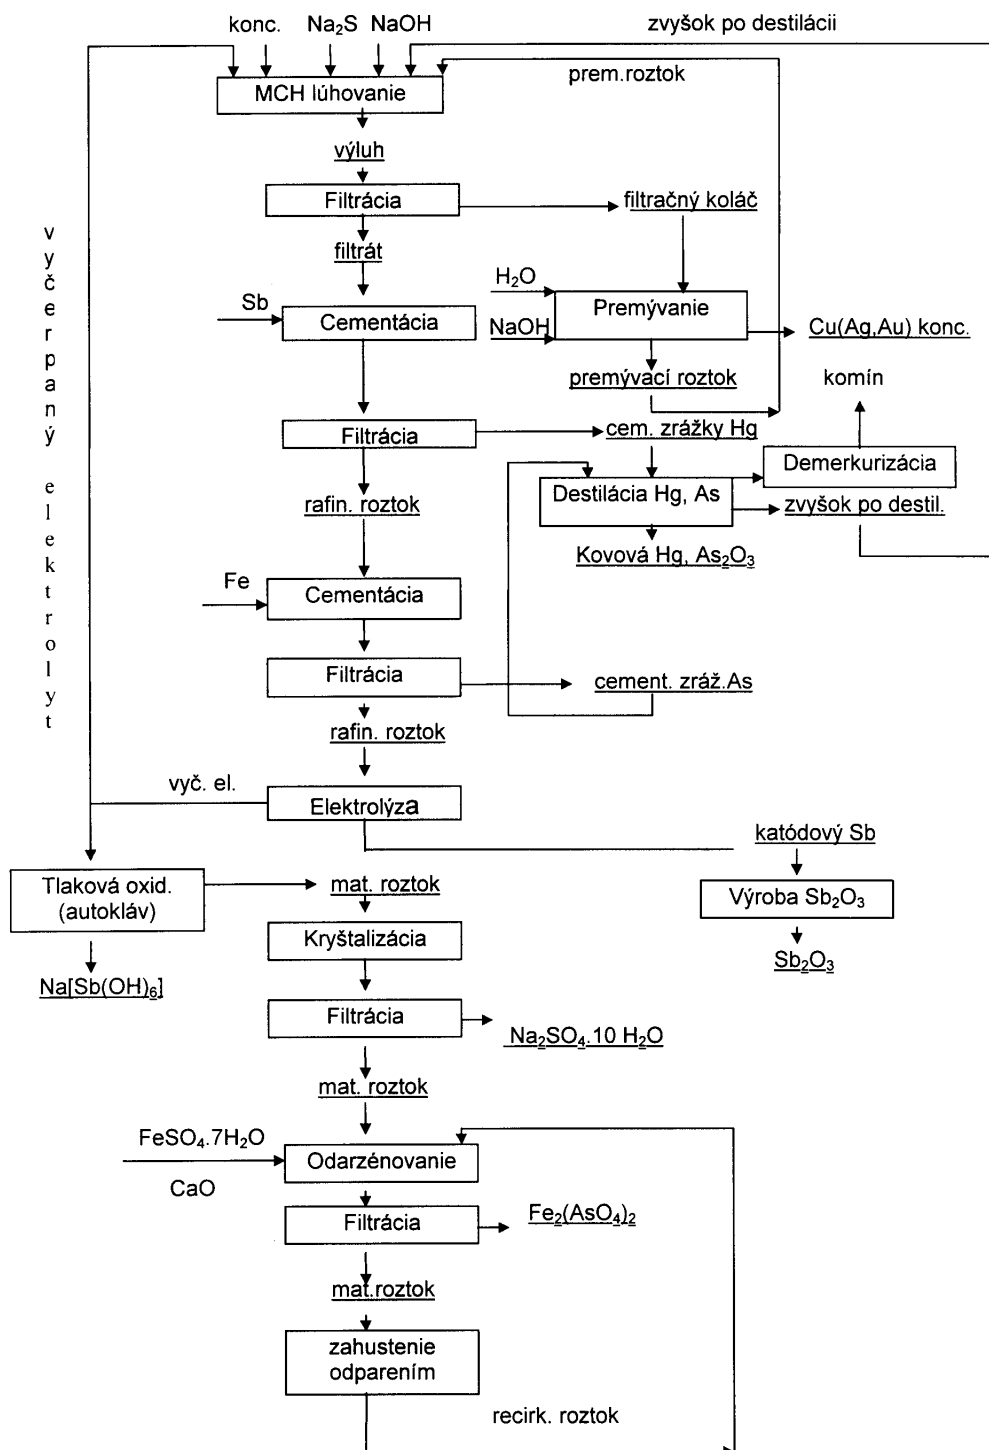 konc. Na₂S NaOH
zvyšok po destilácii
prem.roztok
MCH lúhovanie
výluh
Filtrácia
filtračný koláč
filtrát
H₂O
Sb
Cementácia
Premývanie
NaOH
Cu(Ag,Au) konc.
premývací roztok
komín
Filtrácia
cem. zrážky Hg
Demerkurizácia
Destilácia Hg, As
rafin. roztok
zvyšok po destil.
Kovová Hg, As₂O₃
Fe
Cementácia
vyčerpaný elektrolyt
Filtrácia
cement. zráž.As
rafin. roztok
vyč. el.
Elektrolýza
katódový Sb
Tlaková oxid.
(autokláv)
mat. roztok
Výroba Sb₂O₃
Kryštalizácia
Sb₂O₃
Na[Sb(OH)₆]
Filtrácia
Na₂SO₄.10 H₂O
mat. roztok
FeSO₄.7H₂O
Odarzénovanie
CaO
Filtrácia
Fe₂(AsO₄)₂
mat.roztok
zahustenie
odparením
recirk. roztok